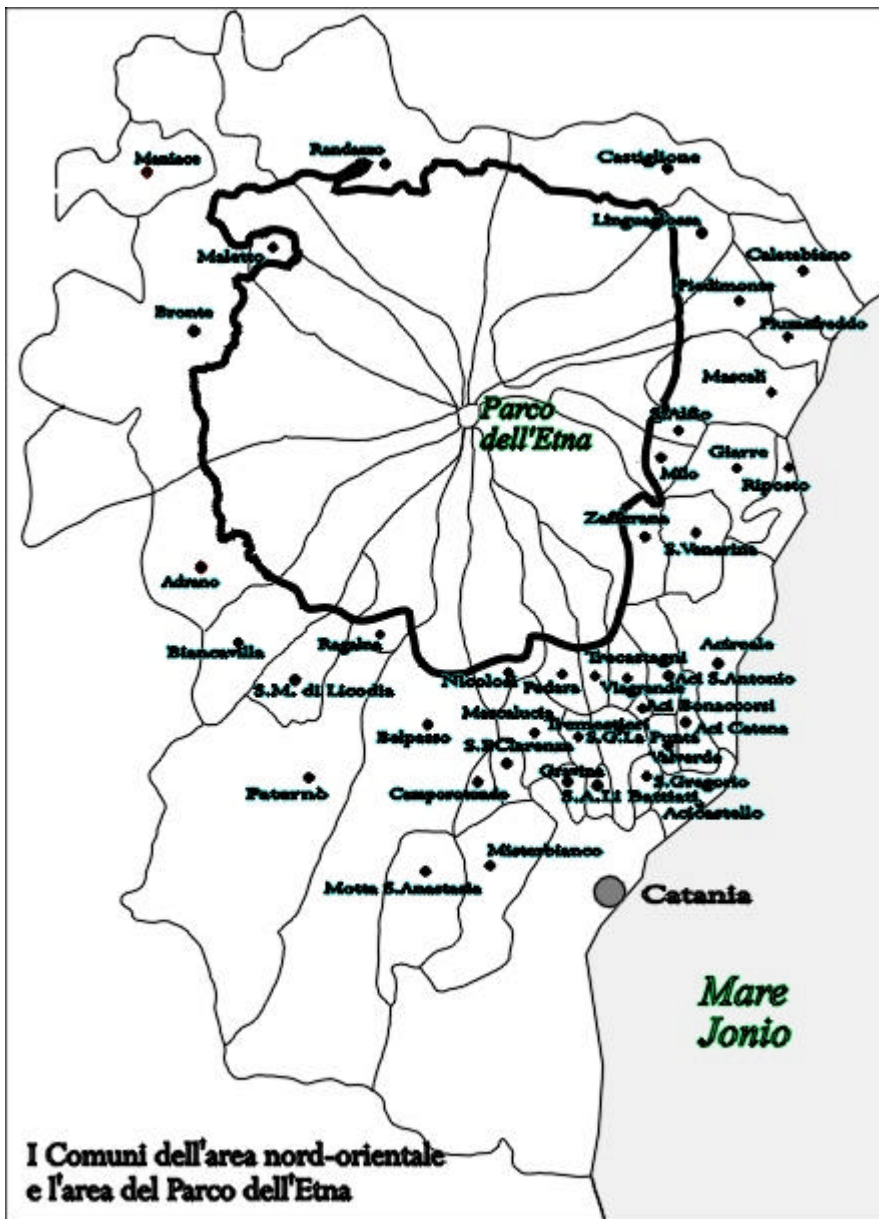 Randazzo
Maniace
Castiglione
Linguaglossa
Maletto
Calatabiano
Piedimonte
Bronte
Fiumefreddo
Mascali
Parco
dell'Etna
S.Alfio
Giarre
Milo
Riposto
Zafferana
S.Venerina
Adrano
Biancavilla
Ragalna
S.M. di Licodia
Nicolosi
Pedara
Trecastagni
Viagrande
Acireale
Aci S.Antonio
Mascalucia
Aci Bonaccorsi
Belpasso
Tremestieri
Aci Catena
S.P.Clarenza
S.G.La Punta
Valverde
Paternò
Camporotondo
Gravina
S.Gregorio
S.A.Li Battiati
Acicastello
Misterbianco
Motta S.Anastasia
Catania
Mare
Jonio
I Comuni dell'area nord-orientale
e l'area del Parco dell'Etna